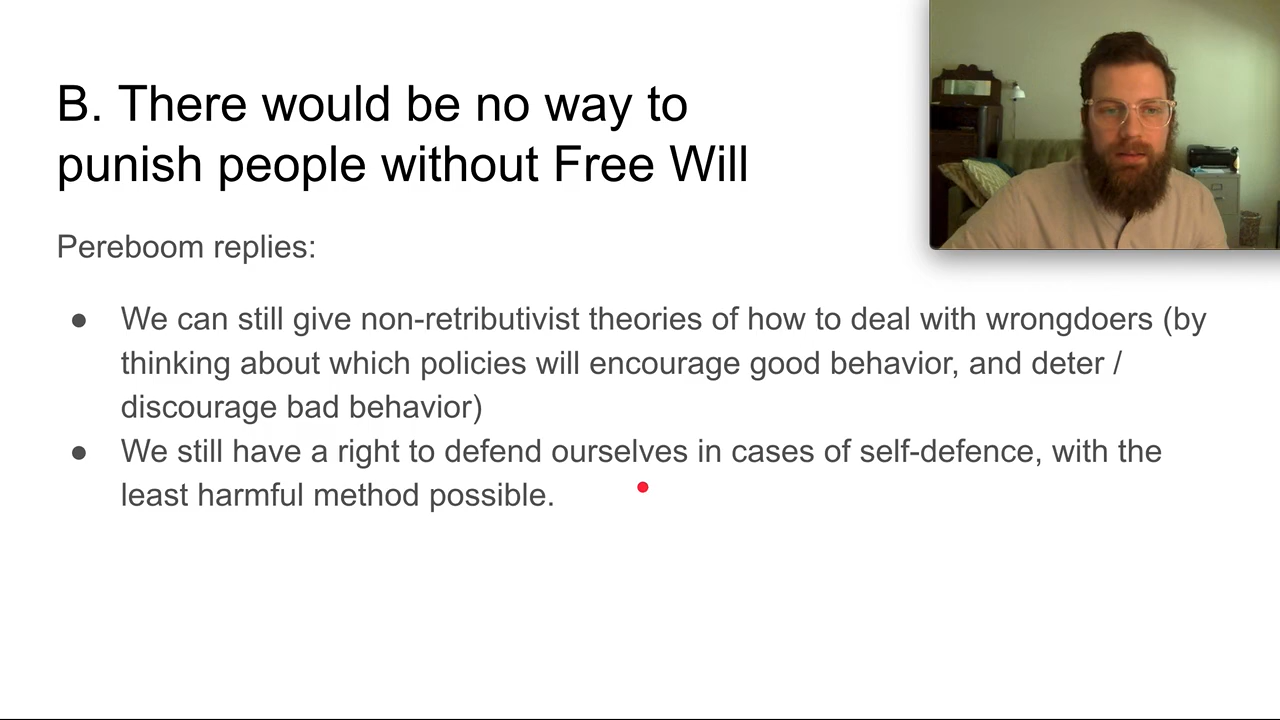 B. There would be no way to
punish people without Free Will
Pereboom replies:
● We can still give non-retributivist theories of how to deal with wrongdoers (by
thinking about which policies will encourage good behavior, and deter /
discourage bad behavior)
● We still have a right to defend ourselves in cases of self-defence, with the
least harmful method possible.